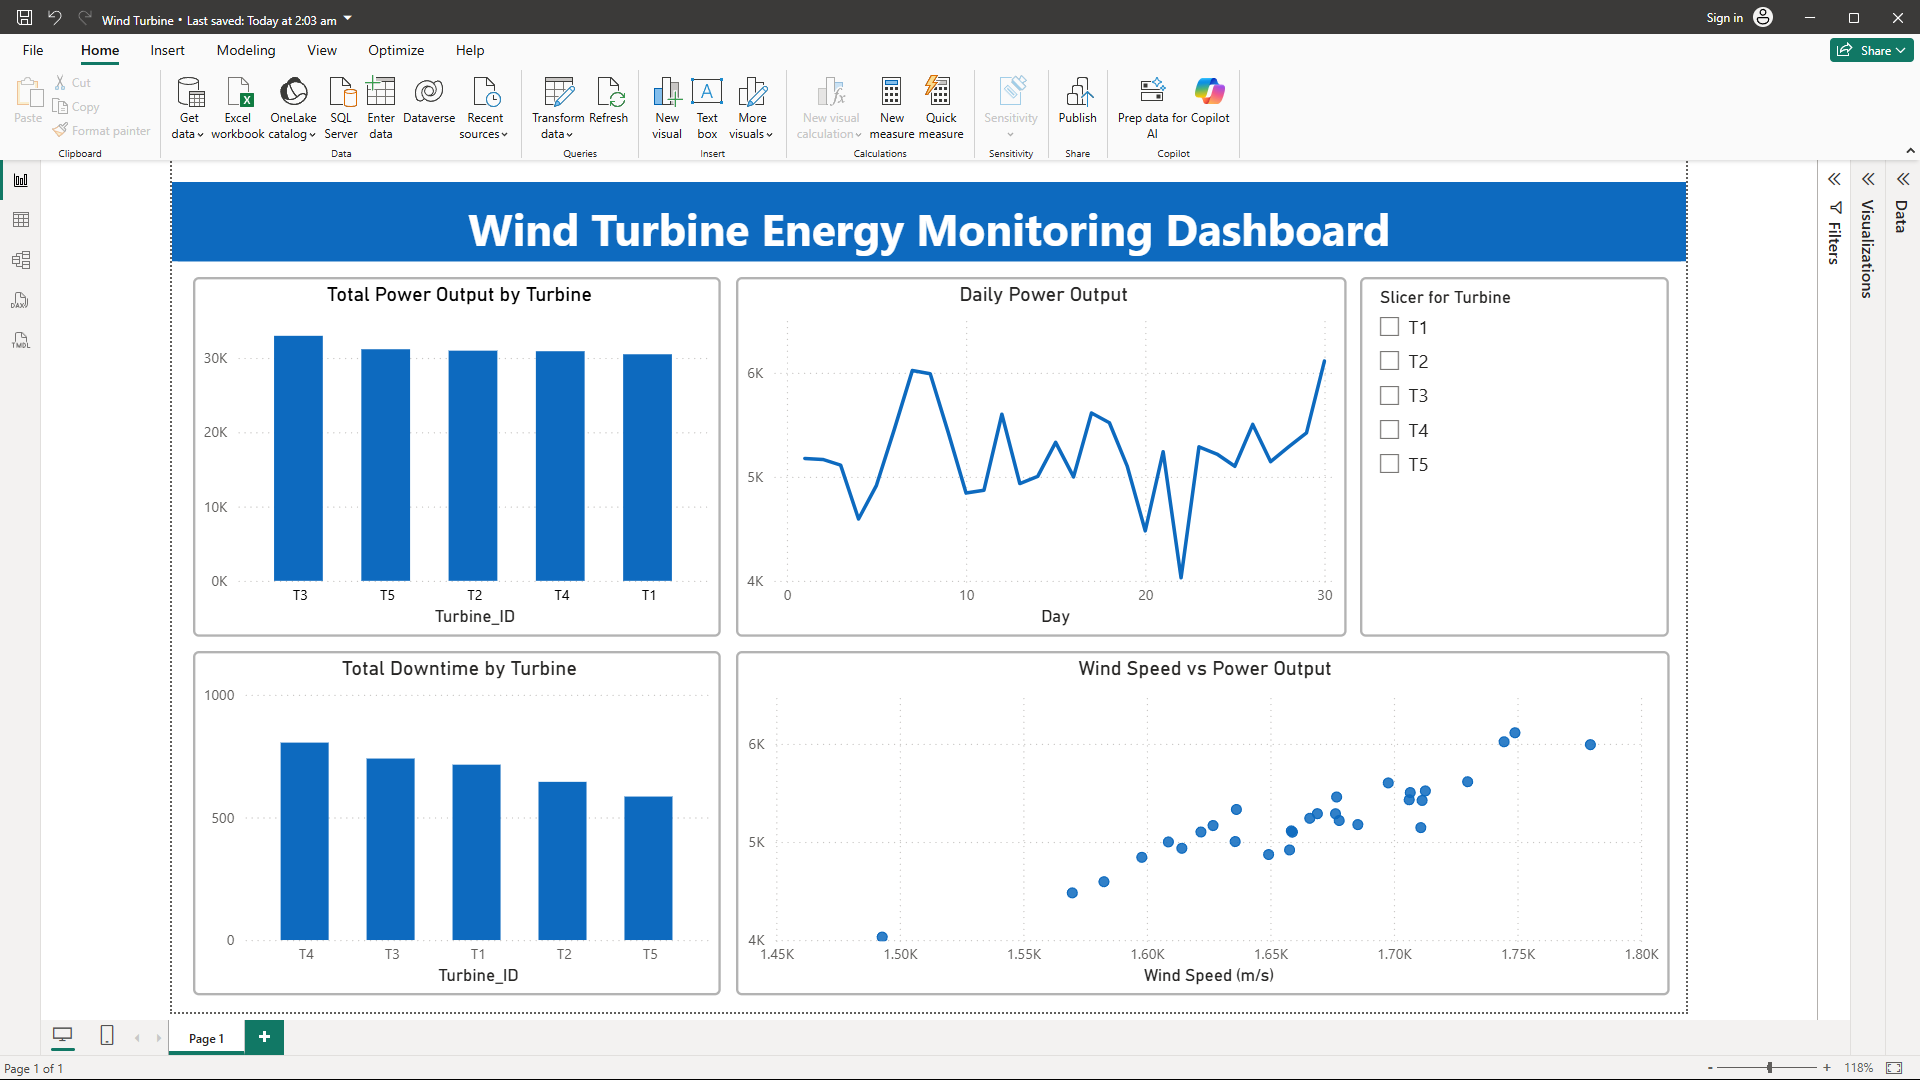 Wind Turbine • Last saved: Today at 2:03 am
Sign in
File Home Insert Modeling View Optimize Help
Share
Paste
Cut
Copy
Format painter
Clipboard
Get data
Excel workbook
OneLake catalog
SQL Server
Enter data
Dataverse
Recent sources
Data
Transform data
Refresh
Queries
New visual
Text box
More visuals
Insert
New visual calculation
New measure
Quick measure
Calculations
Sensitivity
Sensitivity
Publish
Share
Prep data for AI
Copilot
Copilot
DAX
TMDL
Wind Turbine Energy Monitoring Dashboard
Total Power Output by Turbine
30K
20K
10K
0K
T3 T5 T2 T4 T1
Turbine_ID
Daily Power Output
6K
5K
4K
0 10 20 30
Day
Slicer for Turbine
T1
T2
T3
T4
T5
Total Downtime by Turbine
1000
500
0
T4 T3 T1 T2 T5
Turbine_ID
Wind Speed vs Power Output
6K
5K
4K
1.45K 1.50K 1.55K 1.60K 1.65K 1.70K 1.75K 1.80K
Wind Speed (m/s)
Filters
Visualizations
Data
Page 1
+
Page 1 of 1
- + 118%